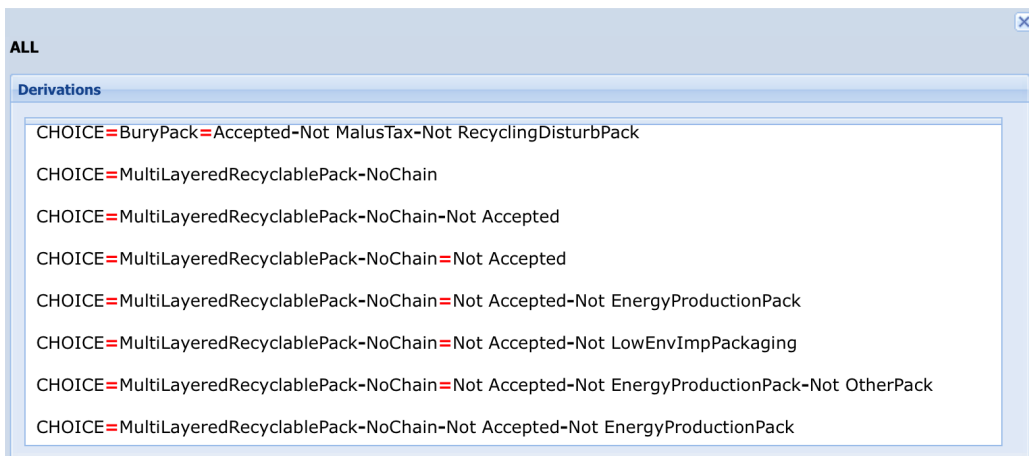 ALL
Derivations
CHOICE=BuryPack=Accepted-Not MalusTax-Not RecyclingDisturbPack
CHOICE=MultiLayeredRecyclablePack-NoChain
CHOICE=MultiLayeredRecyclablePack-NoChain-Not Accepted
CHOICE=MultiLayeredRecyclablePack-NoChain=Not Accepted
CHOICE=MultiLayeredRecyclablePack-NoChain=Not Accepted-Not EnergyProductionPack
CHOICE=MultiLayeredRecyclablePack-NoChain=Not Accepted-Not LowEnvImpPackaging
CHOICE=MultiLayeredRecyclablePack-NoChain=Not Accepted-Not EnergyProductionPack-Not OtherPack
CHOICE=MultiLayeredRecyclablePack-NoChain-Not Accepted-Not EnergyProductionPack